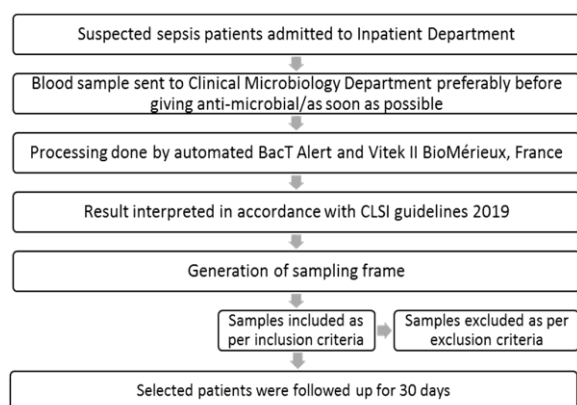 Suspected sepsis patients admitted to Inpatient Department
Blood sample sent to Clinical Microbiology Department preferably before
giving anti-microbial/as soon as possible
Processing done by automated BacT Alert and Vitek II BioMérieux, France
Result interpreted in accordance with CLSI guidelines 2019
Generation of sampling frame
Samples included as
per inclusion criteria
Samples excluded as per
exclusion criteria
Selected patients were followed up for 30 days